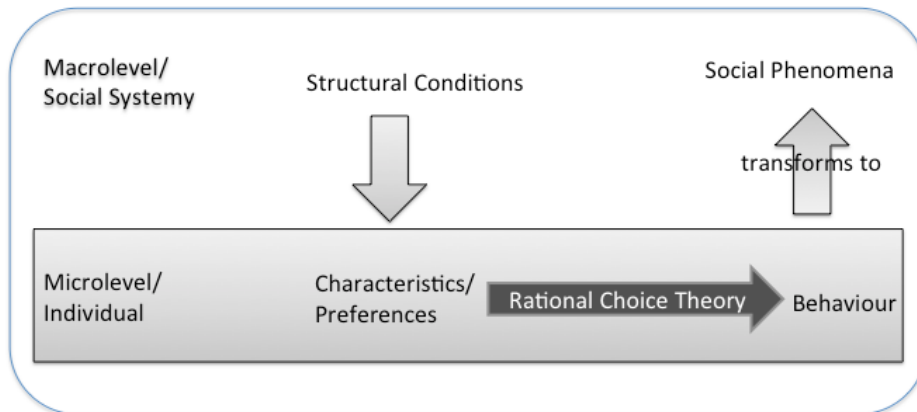 Macrolevel/
Social Systemy
Structural Conditions
Social Phenomena
transforms to
Microlevel/
Individual
Characteristics/
Preferences
Rational Choice Theory
Behaviour